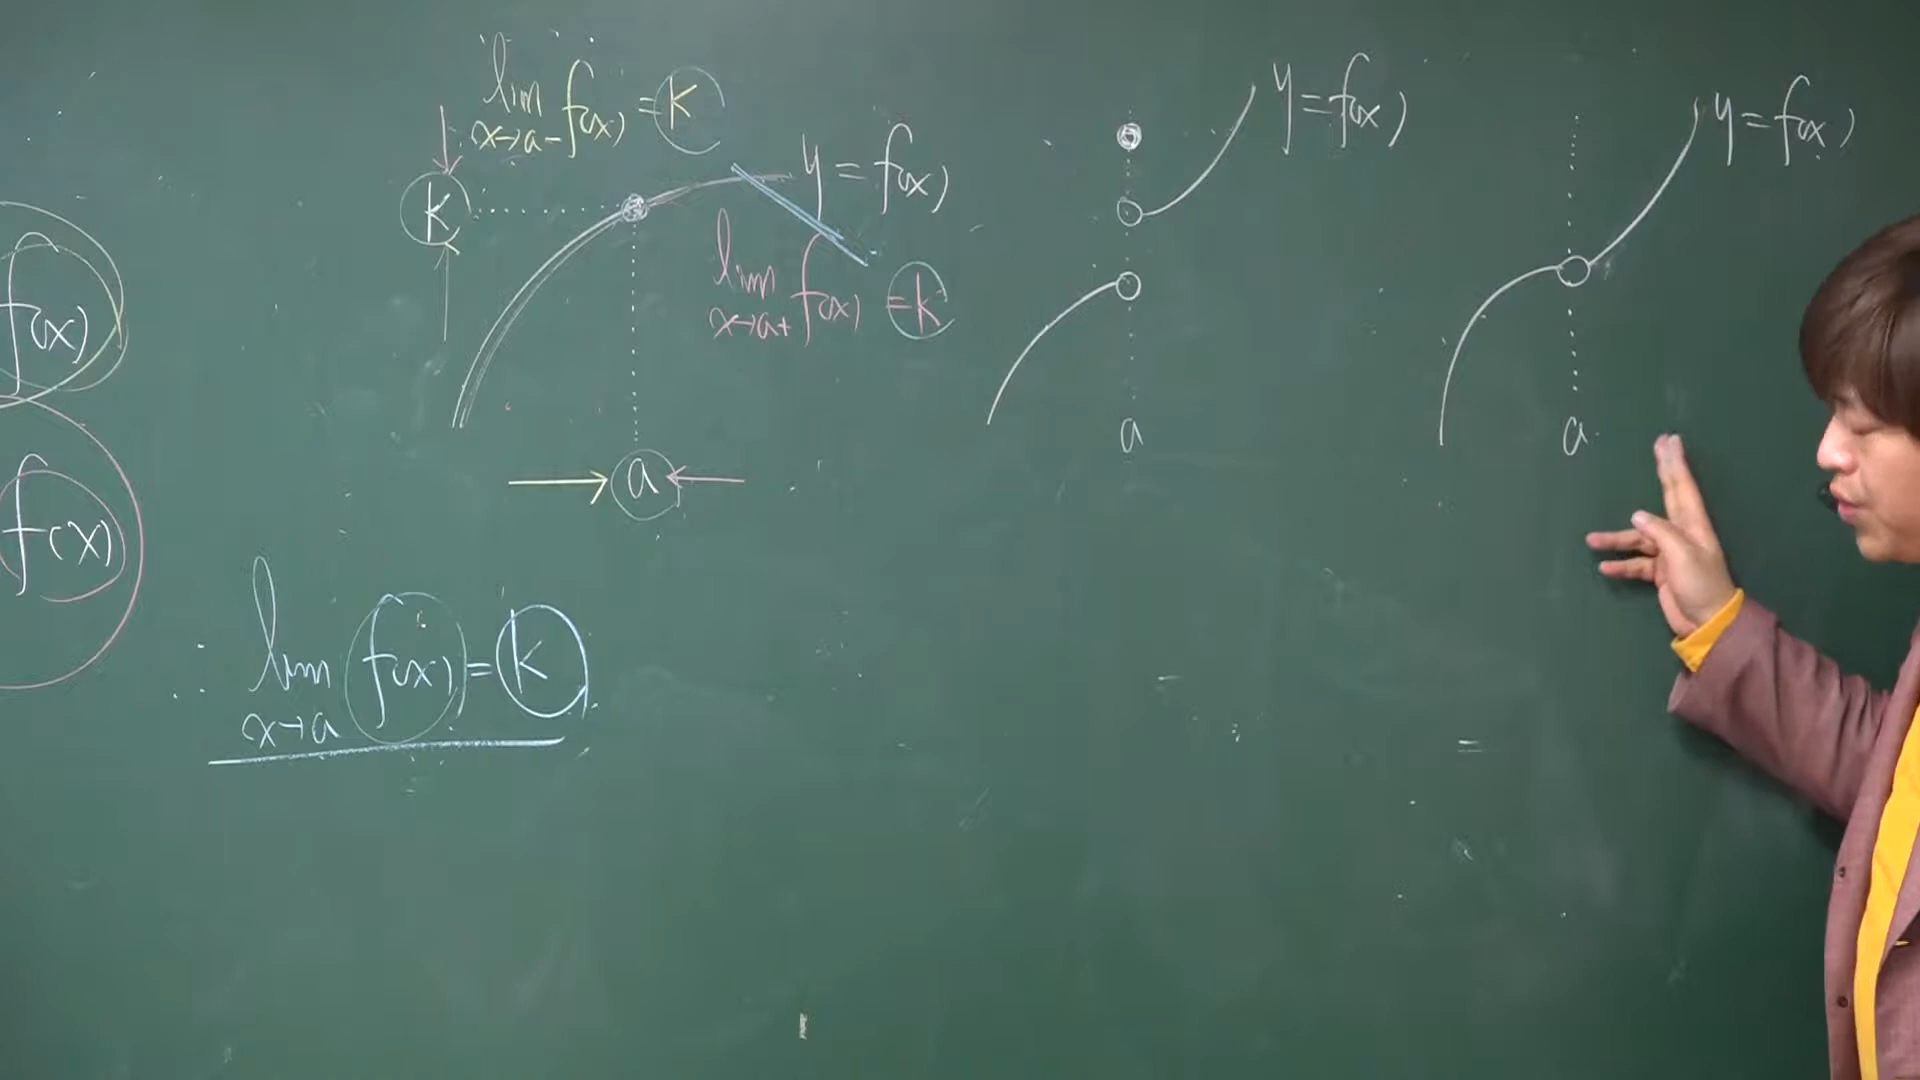 f(x)
f(x)
lim f(x) = k
x→a-
k
y = f(x)
lim f(x) = k
x→a+
a
∴ lim f(x) = k
x→a
y = f(x)
a
y = f(x)
a